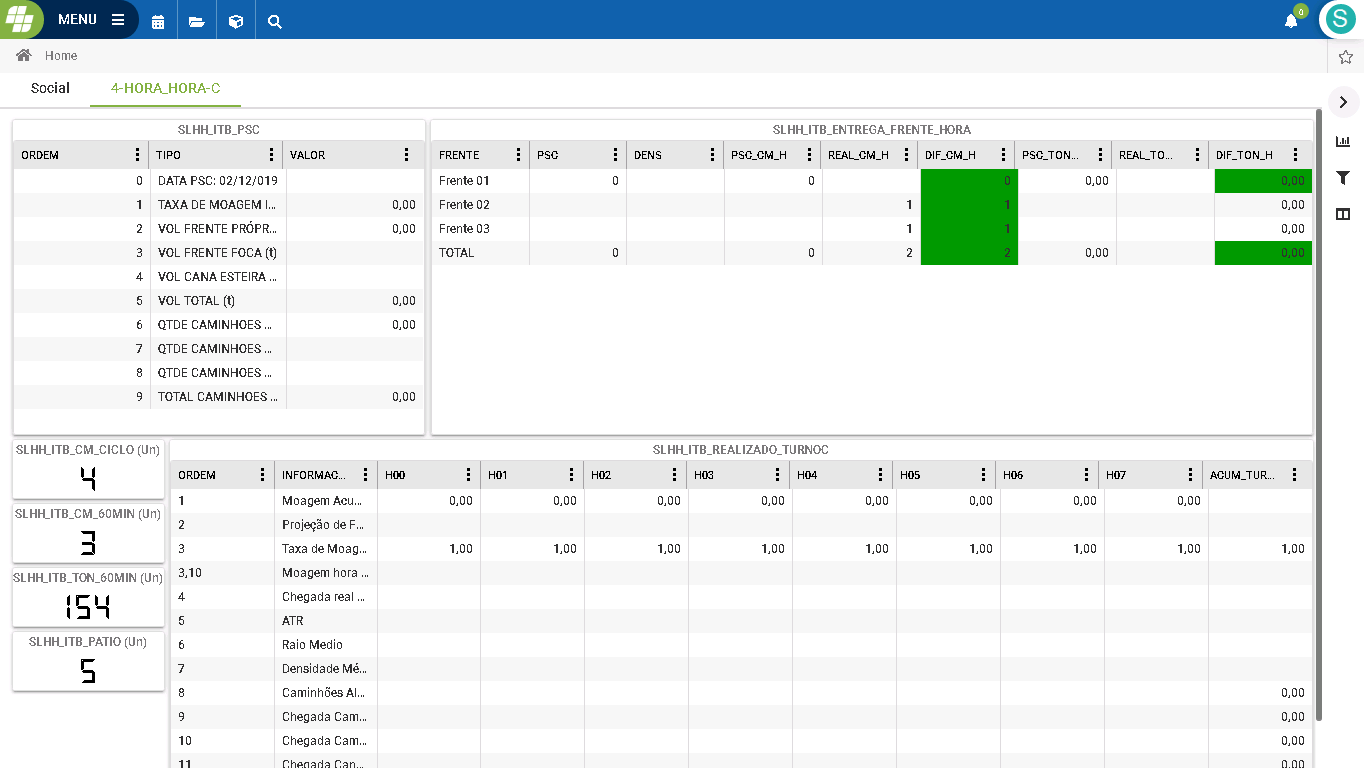 MENU
0
S
Home
Social 4-HORA_HORA-C
SLHH_ITB_PSC
ORDEM TIPO VALOR
0 DATA PSC: 02/12/019
1 TAXA DE MOAGEM I... 0,00
2 VOL FRENTE PRÓPR... 0,00
3 VOL FRENTE FOCA (t)
4 VOL CANA ESTEIRA ...
5 VOL TOTAL (t) 0,00
6 QTDE CAMINHOES ... 0,00
7 QTDE CAMINHOES ...
8 QTDE CAMINHOES ...
9 TOTAL CAMINHOES ... 0,00
SLHH_ITB_ENTREGA_FRENTE_HORA
FRENTE PSC DENS PSC_CM_H REAL_CM_H DIF_CM_H PSC_TON... REAL_TO... DIF_TON_H
Frente 01 0 0 0 0,00 0,00
Frente 02 1 1 0,00
Frente 03 1 1 0,00
TOTAL 0 0 2 2 0,00 0,00
SLHH_ITB_CM_CICLO (Un)
4
SLHH_ITB_CM_60MIN (Un)
3
SLHH_ITB_TON_60MIN (Un)
154
SLHH_ITB_PATIO (Un)
5
SLHH_ITB_REALIZADO_TURNOC
ORDEM INFORMAC... H00 H01 H02 H03 H04 H05 H06 H07 ACUM_TUR...
1 Moagem Acu... 0,00 0,00 0,00 0,00 0,00 0,00 0,00 0,00
2 Projeção de F...
3 Taxa de Moag... 1,00 1,00 1,00 1,00 1,00 1,00 1,00 1,00 1,00
3,10 Moagem hora ...
4 Chegada real ...
5 ATR
6 Raio Medio
7 Densidade Mé...
8 Caminhões Al... 0,00
9 Chegada Cam... 0,00
10 Chegada Cam... 0,00
11 Chegada Can... 0,00